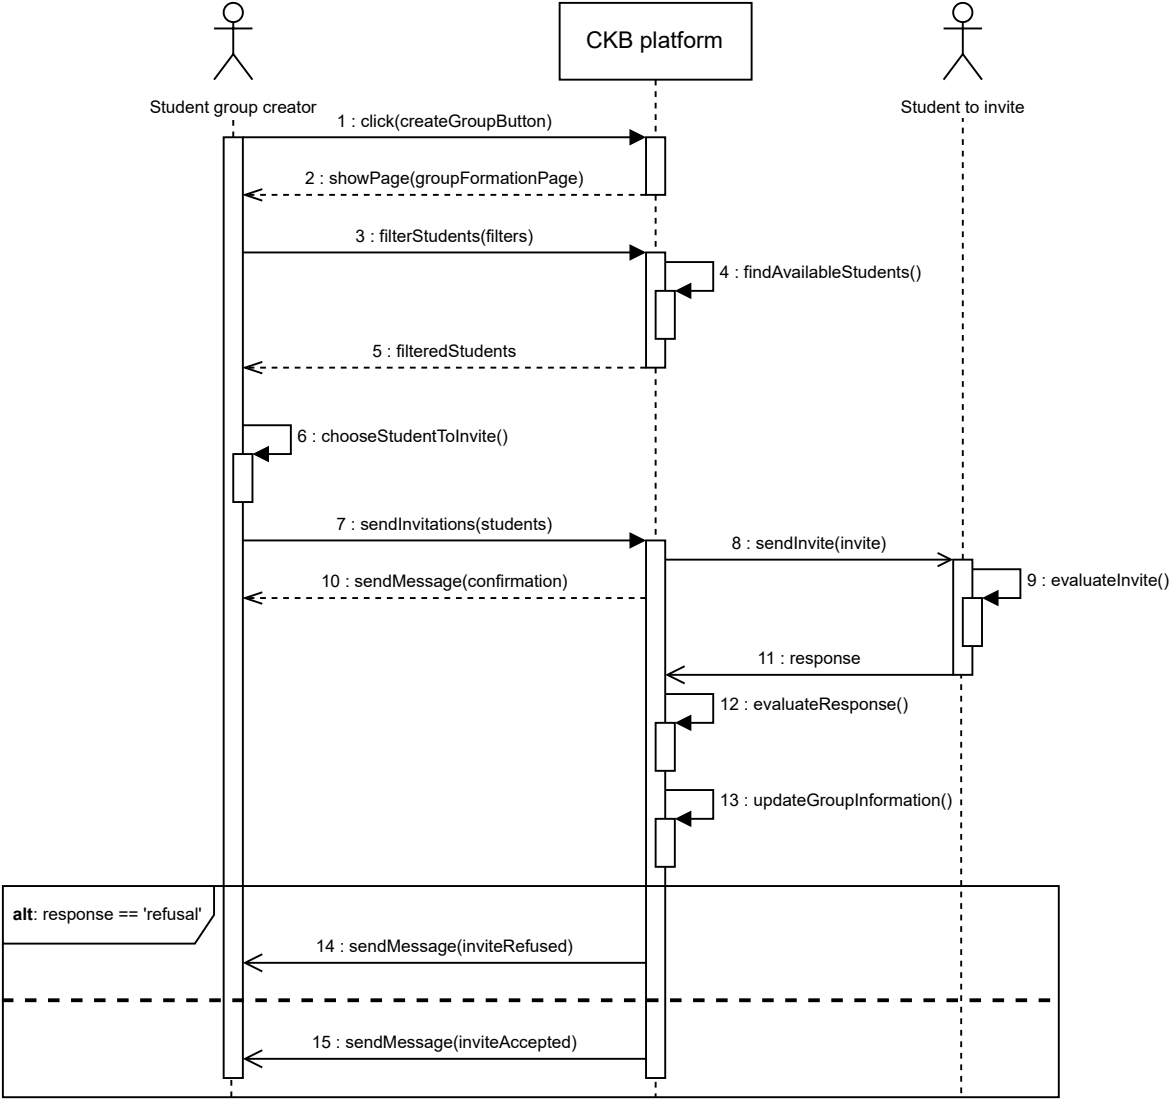 CKB platform
Student group creator
Student to invite
1 : click(createGroupButton)
2 : showPage(groupFormationPage)
3 : filterStudents(filters)
4 : findAvailableStudents()
5 : filteredStudents
6 : chooseStudentToInvite()
7 : sendInvitations(students)
8 : sendInvite(invite)
10 : sendMessage(confirmation)
9 : evaluateInvite()
11 : response
12 : evaluateResponse()
13 : updateGroupInformation()
alt: response == 'refusal'
14 : sendMessage(inviteRefused)
15 : sendMessage(inviteAccepted)